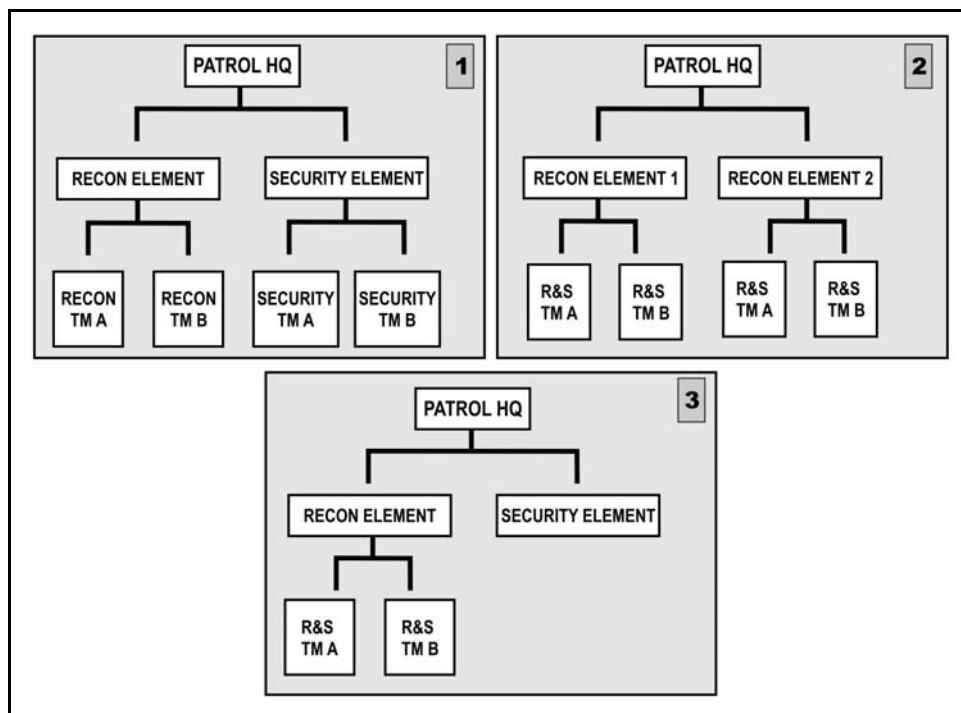 1
PATROL HQ
RECON ELEMENT
SECURITY ELEMENT
RECON
TM A
RECON
TM B
SECURITY
TM A
SECURITY
TM B
2
PATROL HQ
RECON ELEMENT 1
RECON ELEMENT 2
R&S
TM A
R&S
TM B
R&S
TM A
R&S
TM B
3
PATROL HQ
RECON ELEMENT
SECURITY ELEMENT
R&S
TM A
R&S
TM B